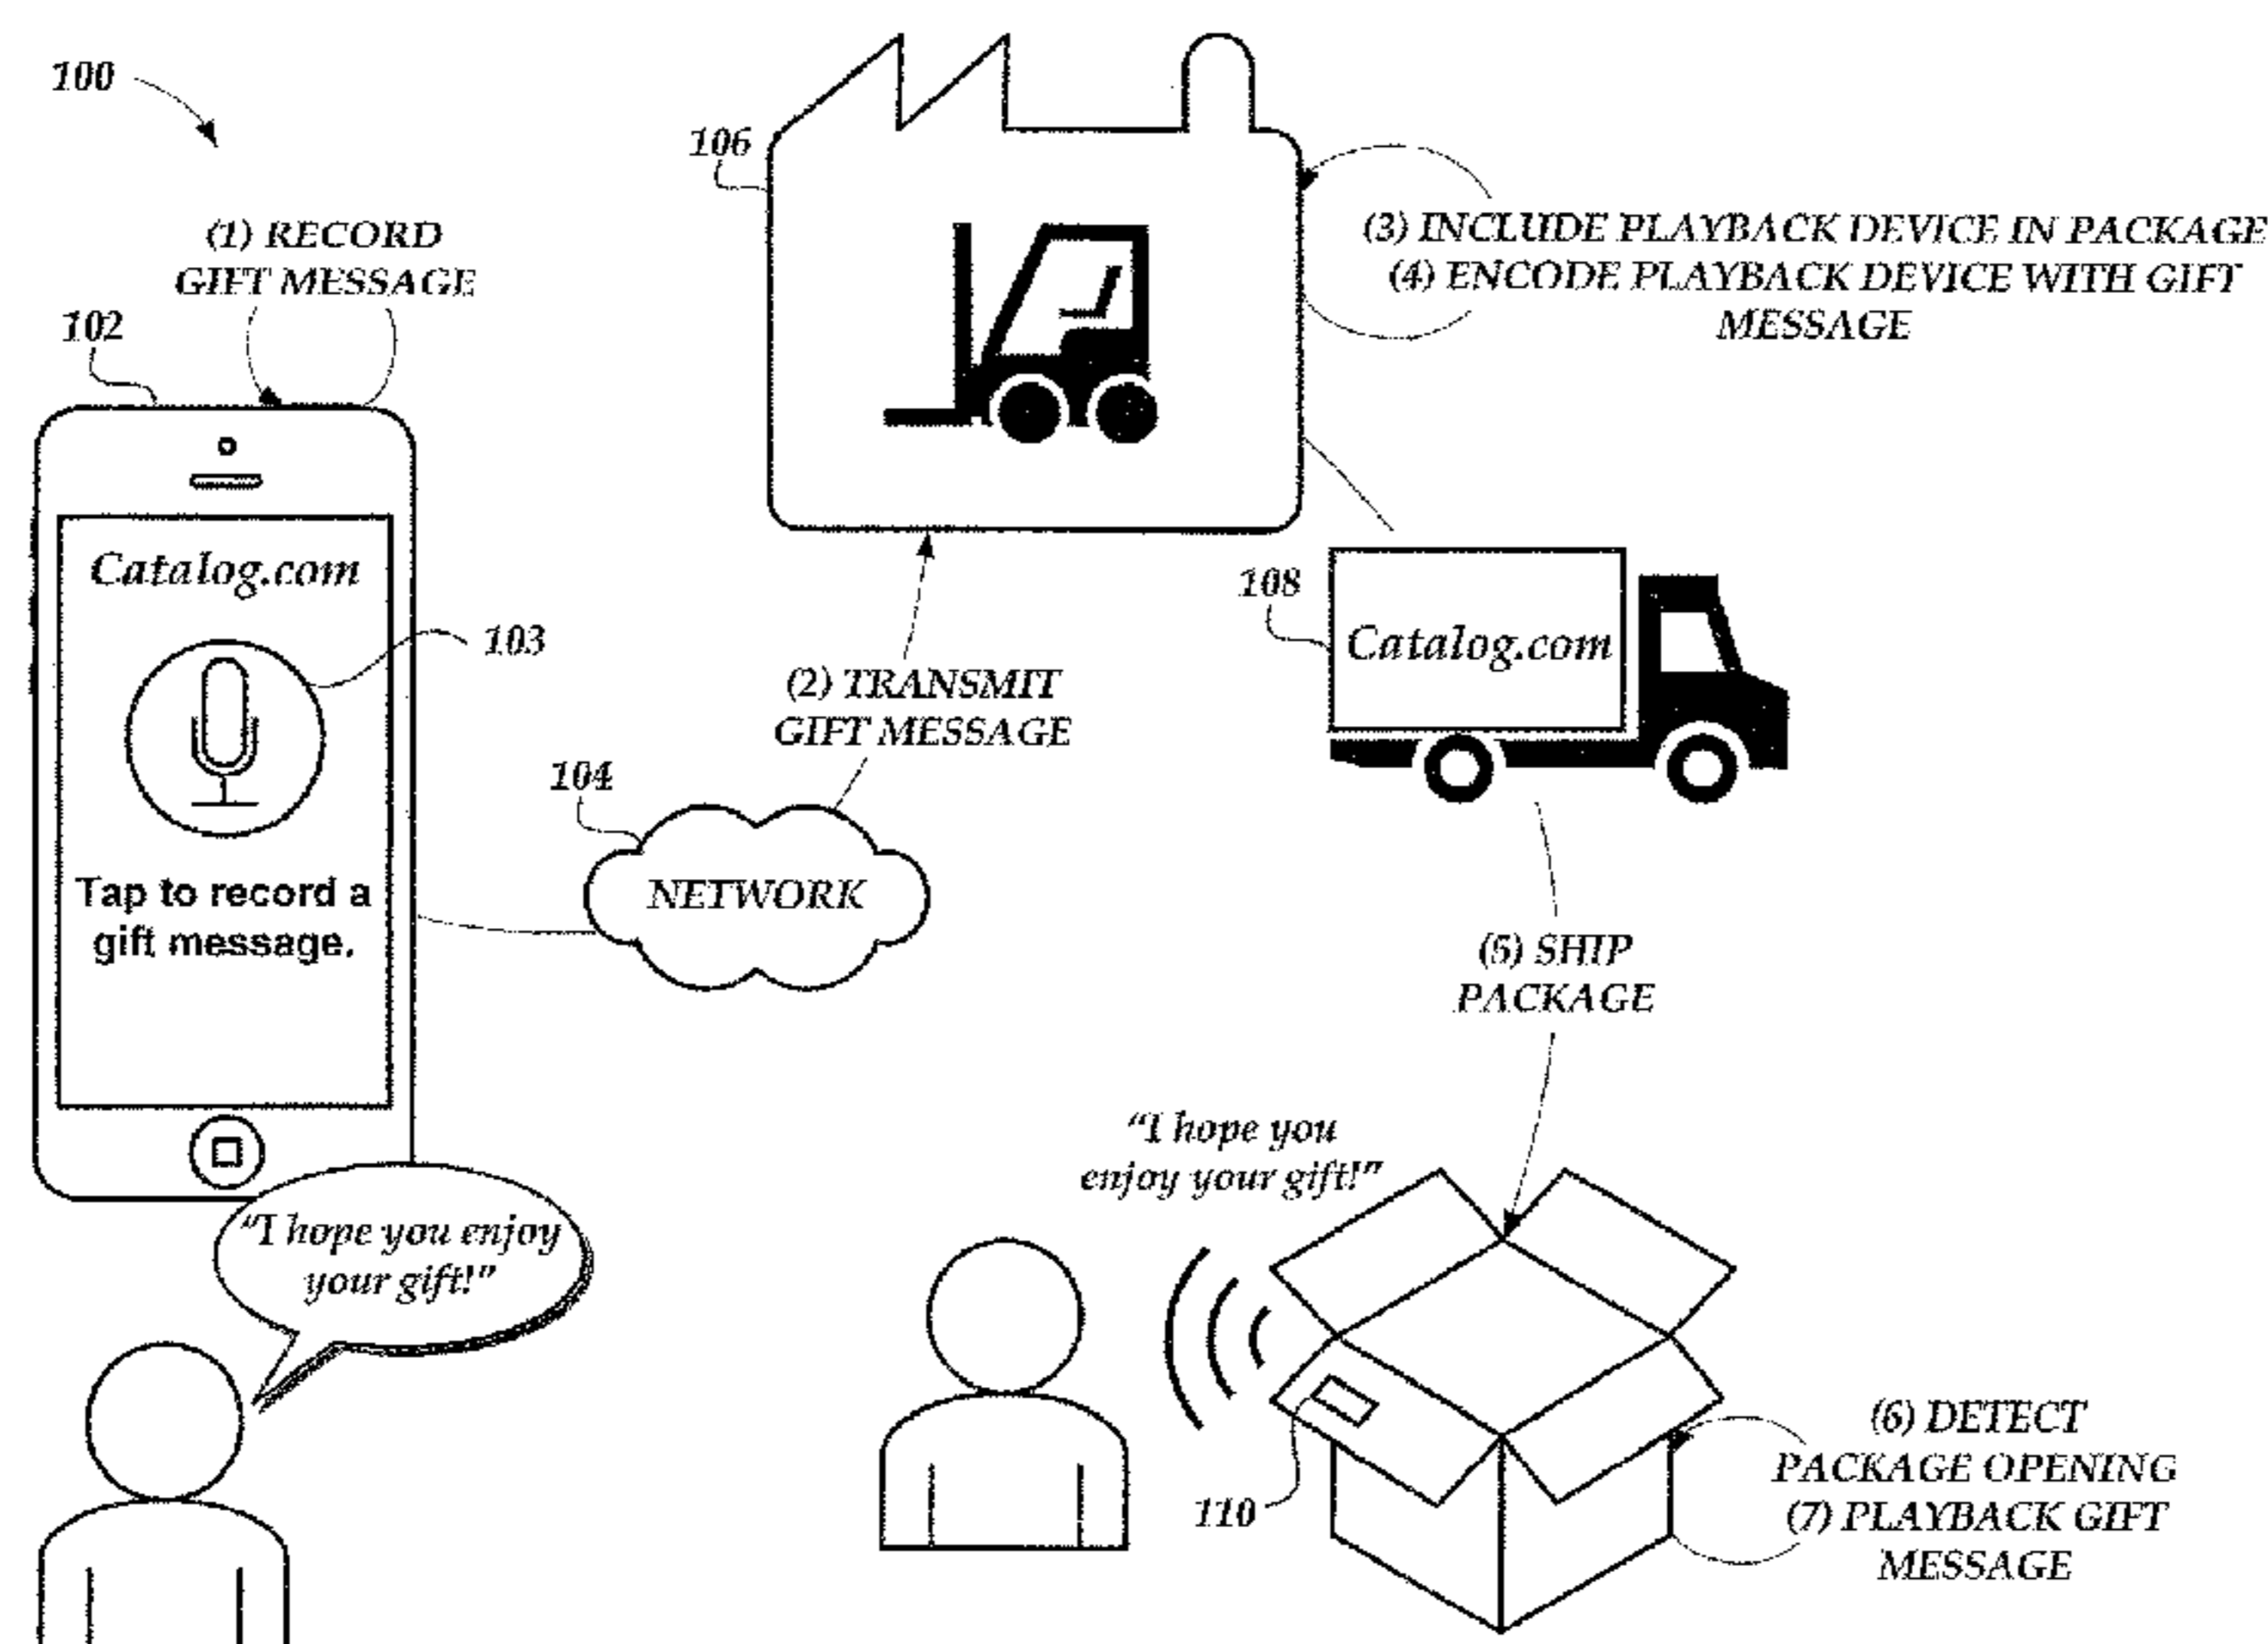 100
(1) RECORD
GIFT MESSAGE
102
Catalog.com
103
Tap to record a
gift message.
"I hope you enjoy
your gift!"
104
NETWORK
(2) TRANSMIT
GIFT MESSAGE
106
(3) INCLUDE PLAYBACK DEVICE IN PACKAGE
(4) ENCODE PLAYBACK DEVICE WITH GIFT
MESSAGE
108
Catalog.com
(5) SHIP
PACKAGE
"I hope you
enjoy your gift!"
110
(6) DETECT
PACKAGE OPENING
(7) PLAYBACK GIFT
MESSAGE